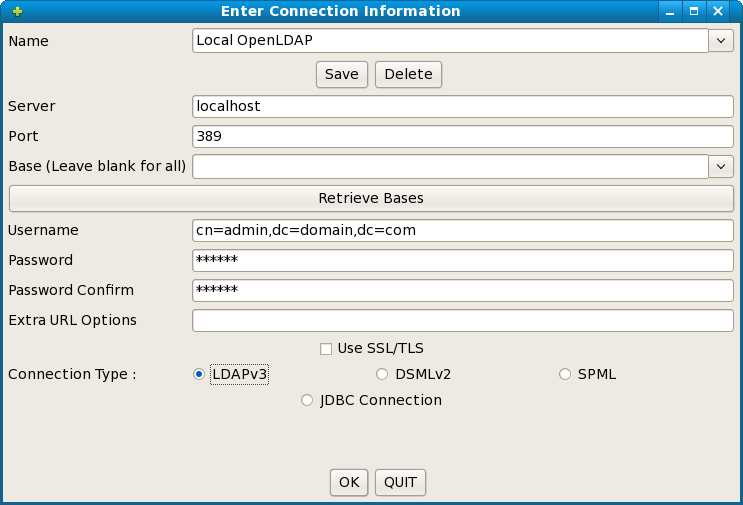 Enter Connection Information
Name Local OpenLDAP
Save Delete
Server localhost
Port 389
Base (Leave blank for all)
Retrieve Bases
Username cn=admin,dc=domain,dc=com
Password ******
Password Confirm ******
Extra URL Options
Use SSL/TLS
Connection Type : LDAPv3 DSMLv2 SPML
JDBC Connection
OK QUIT